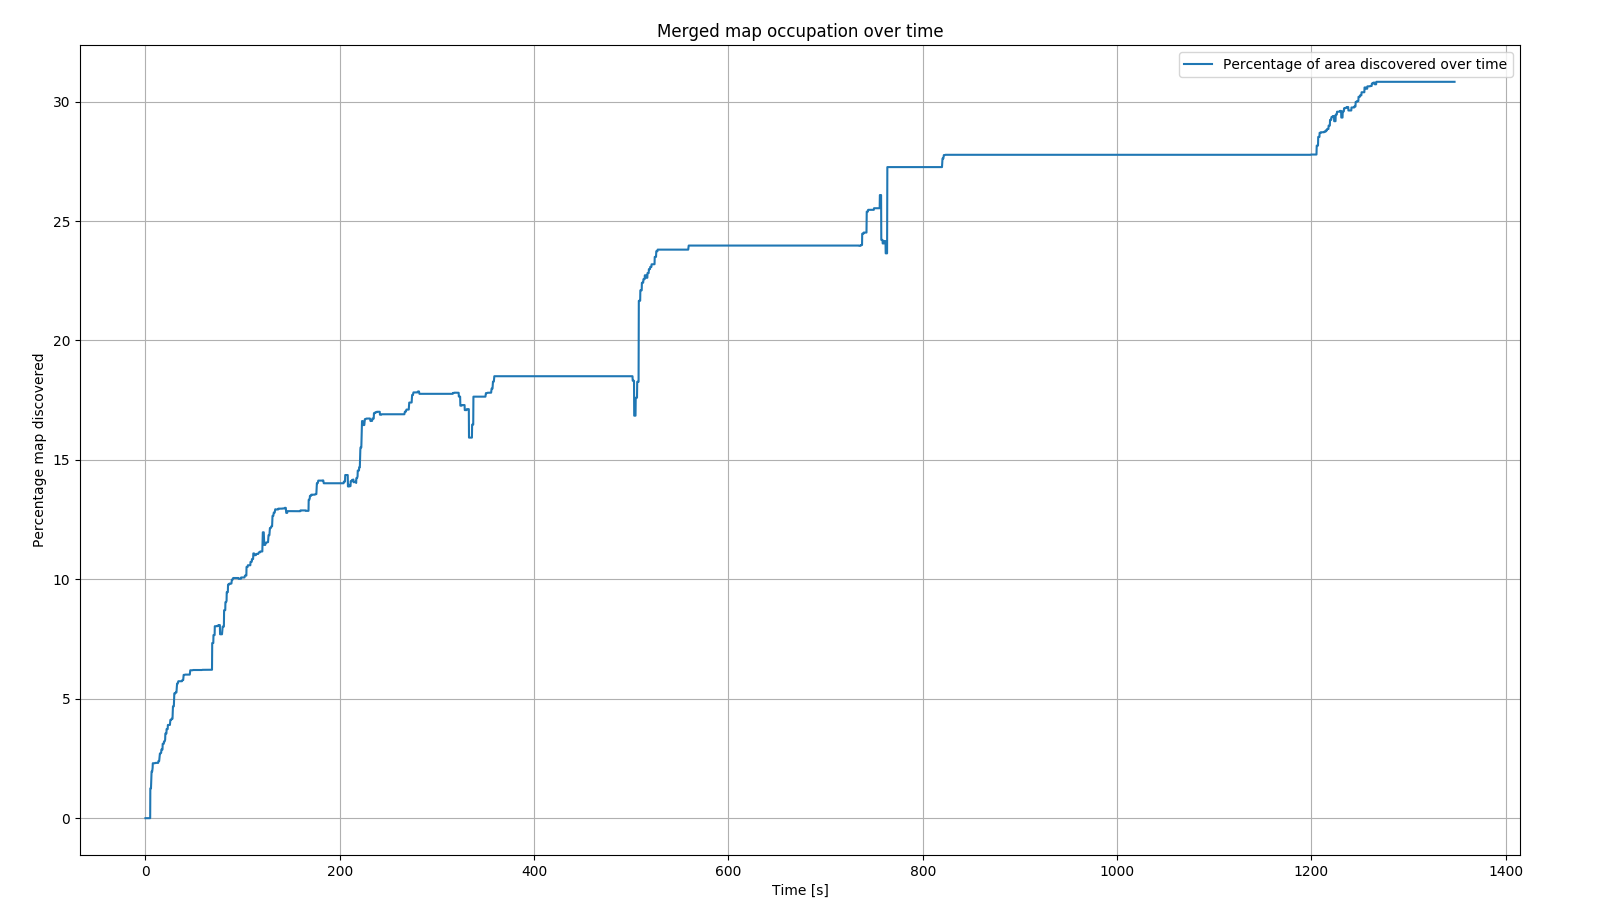 Merged map occupation over time
Percentage of area discovered over time
Percentage map discovered
30
25
20
15
10
5
0
0 200 400 600 800 1000 1200 1400
Time [s]